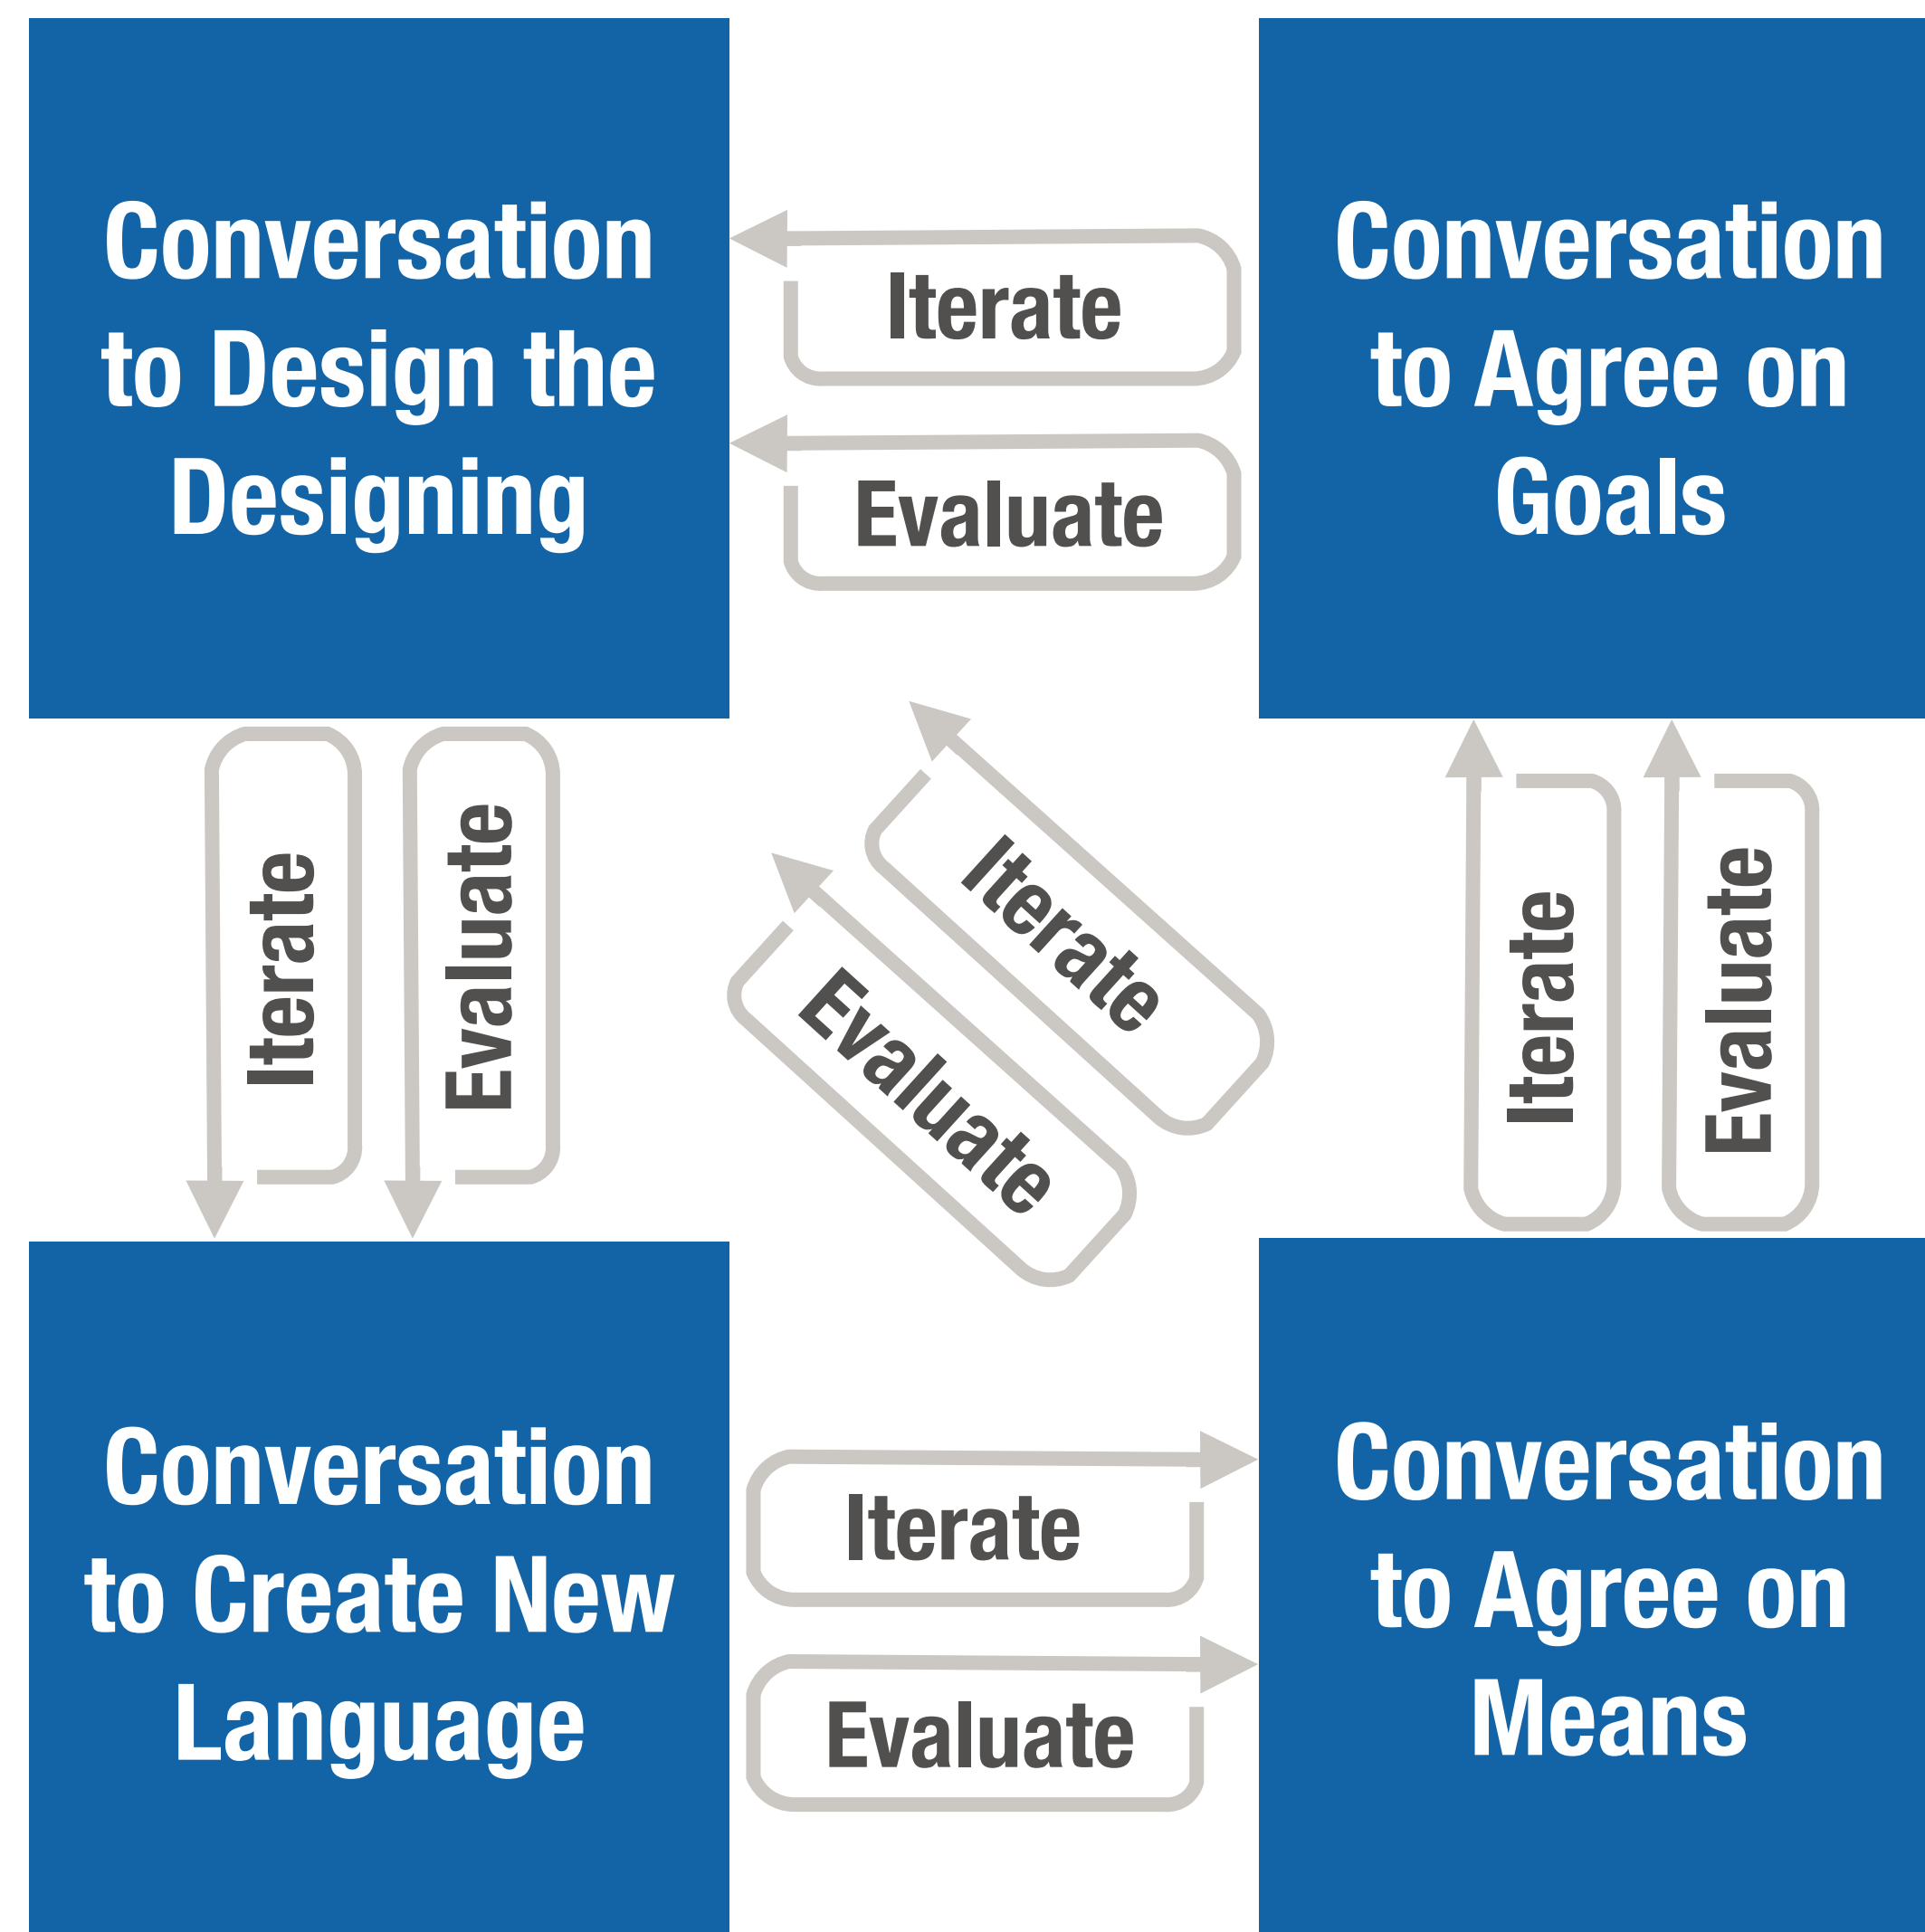 Conversation
to Design the
Designing
Iterate
Evaluate
Conversation
to Agree on
Goals
Iterate
Evaluate
Iterate
Evaluate
Iterate
Evaluate
Conversation
to Create New
Language
Iterate
Evaluate
Conversation
to Agree on
Means